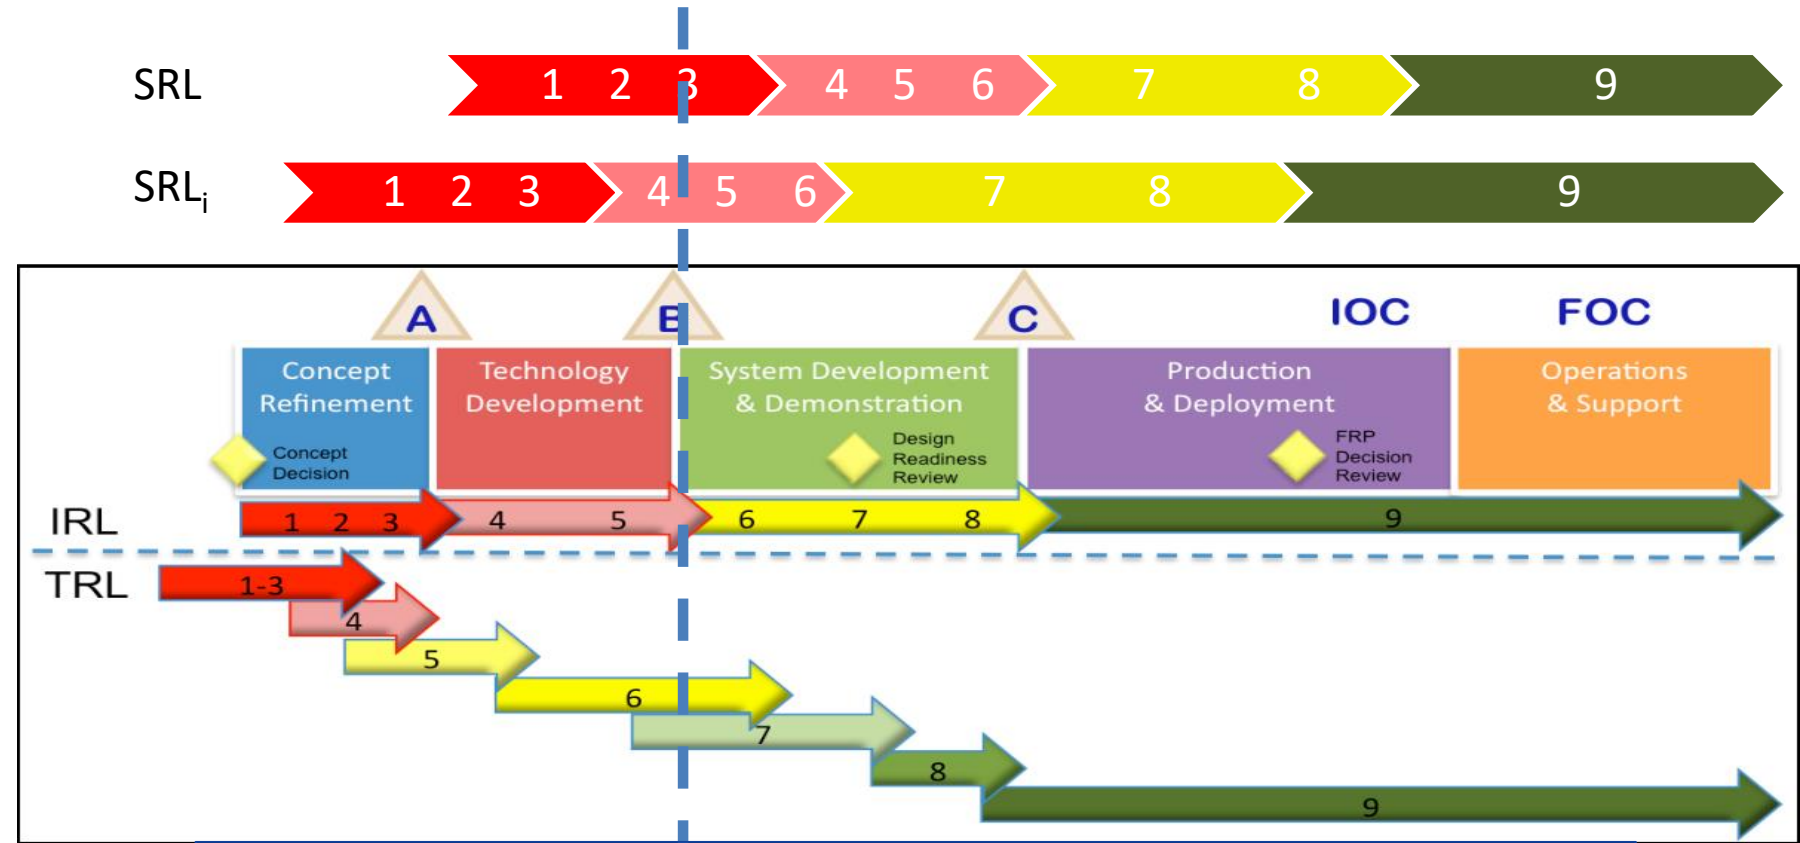 SRL 1 2 3 4 5 6 7 8 9
SRLi 1 2 3 4 5 6 7 8 9
A B C IOC FOC
Concept
Refinement
Technology
Development
System Development
& Demonstration
Production
& Deployment
Operations
& Support
Concept
Decision
Design
Readiness
Review
FRP
Decision
Review
IRL 1 2 3 4 5 6 7 8 9
TRL 1-3
4
5
6
7
8
9